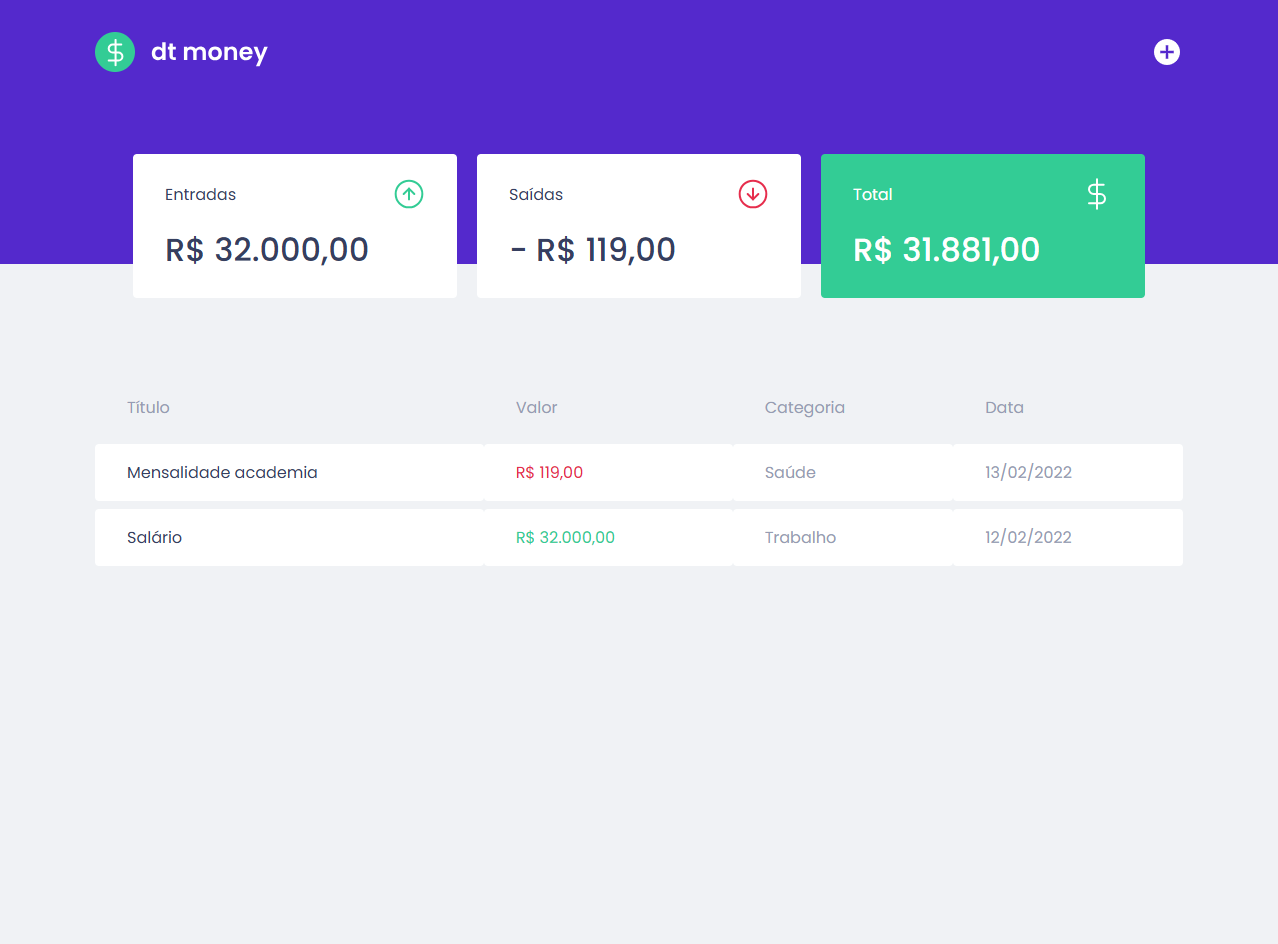 dt money
Entradas
R$ 32.000,00
Saídas
- R$ 119,00
Total
R$ 31.881,00
Título Valor Categoria Data
Mensalidade academia R$ 119,00 Saúde 13/02/2022
Salário R$ 32.000,00 Trabalho 12/02/2022